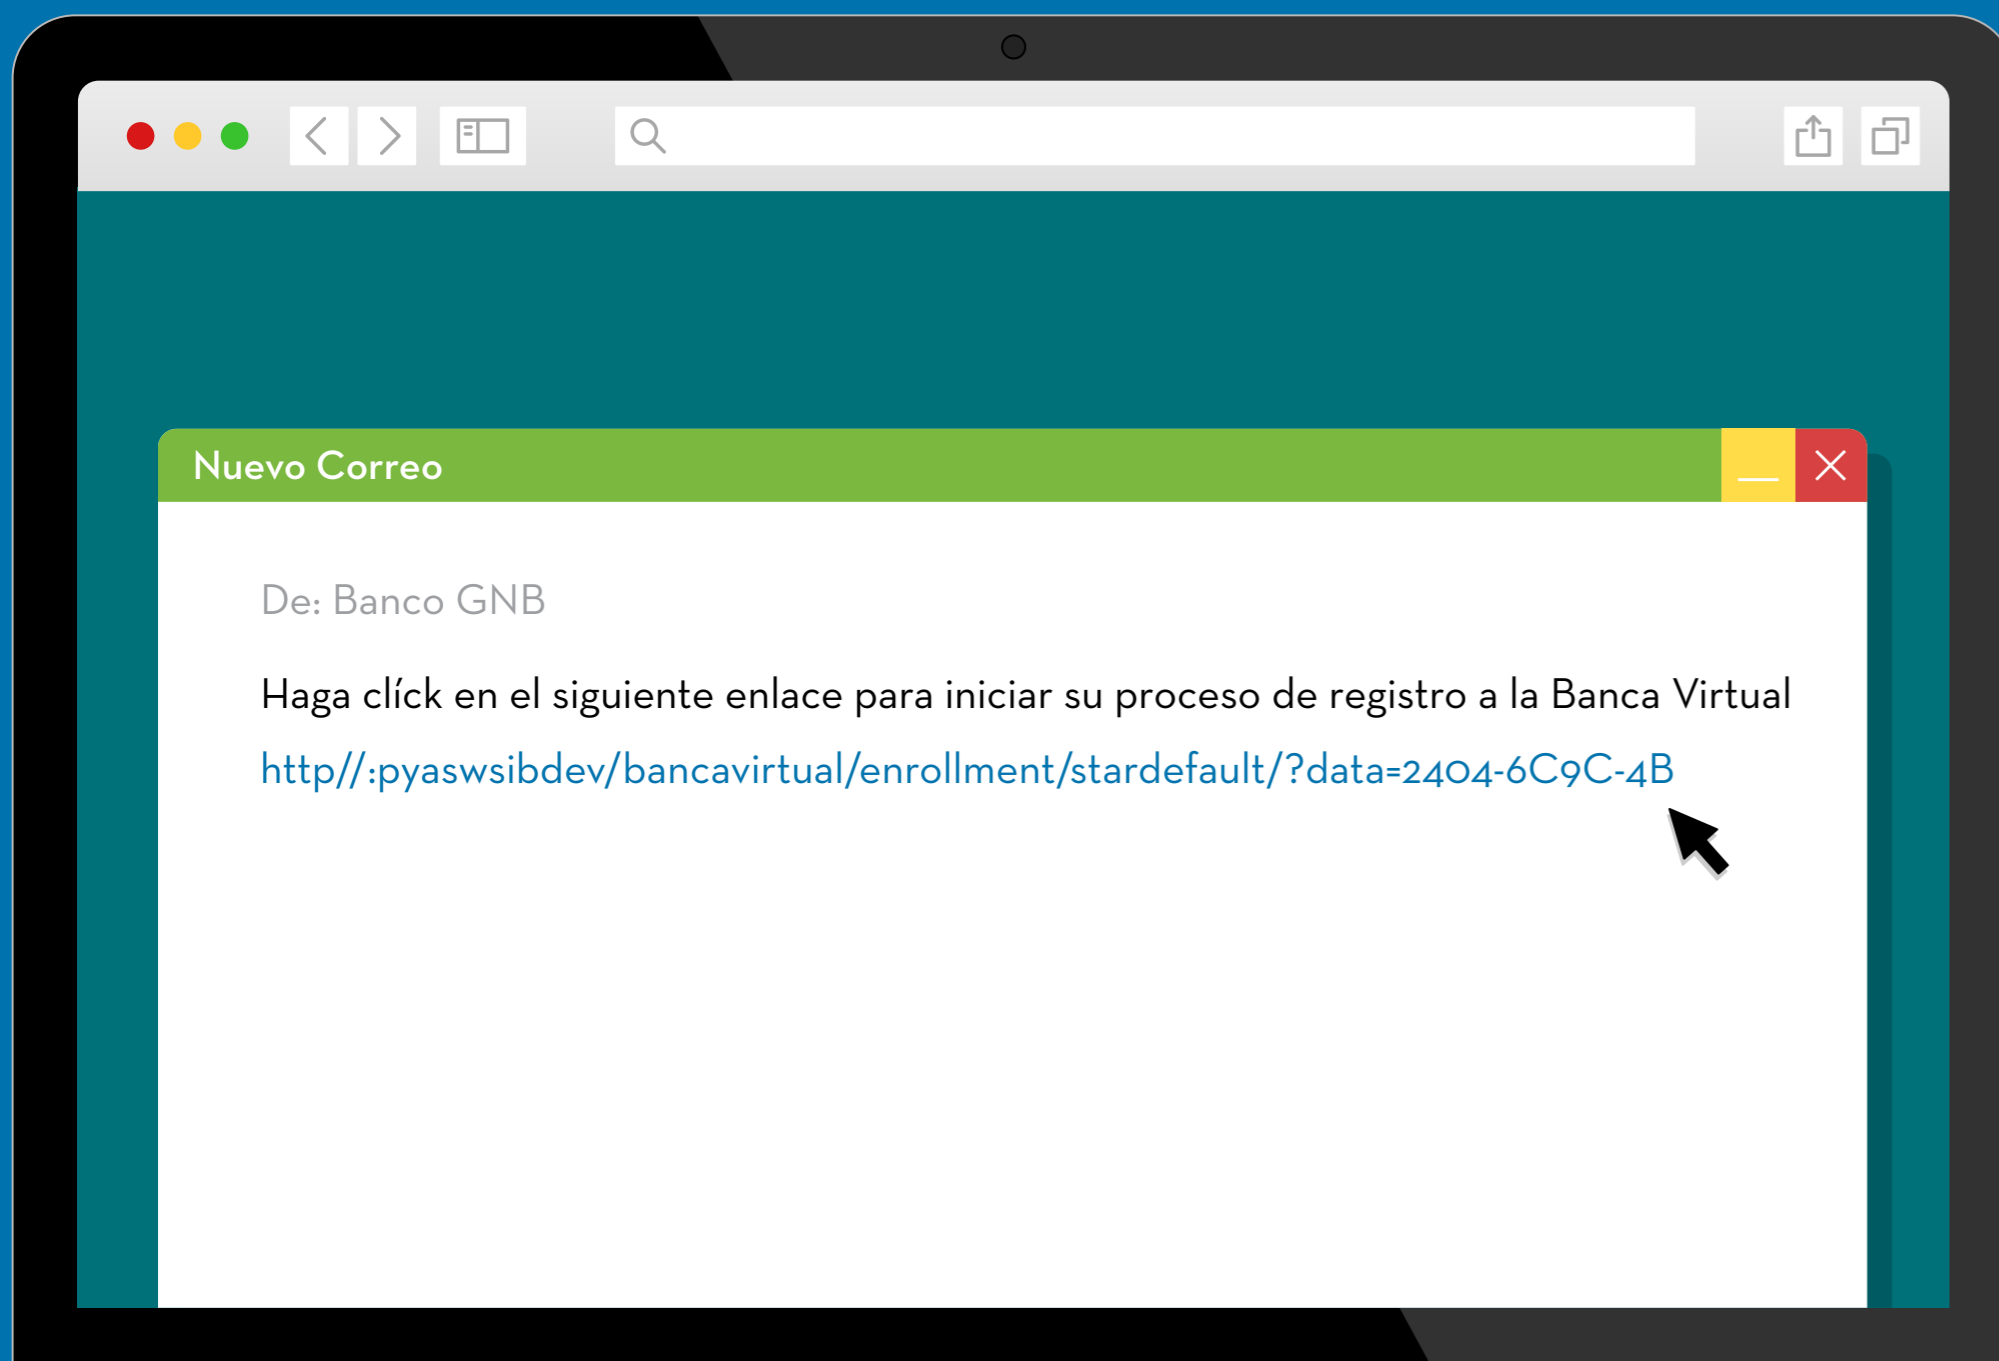 Nuevo Correo
De: Banco GNB
Haga clíck en el siguiente enlace para iniciar su proceso de registro a la Banca Virtual
http//:pyaswsibdev/bancavirtual/enrollment/stardefault/?data=2404-6C9C-4B